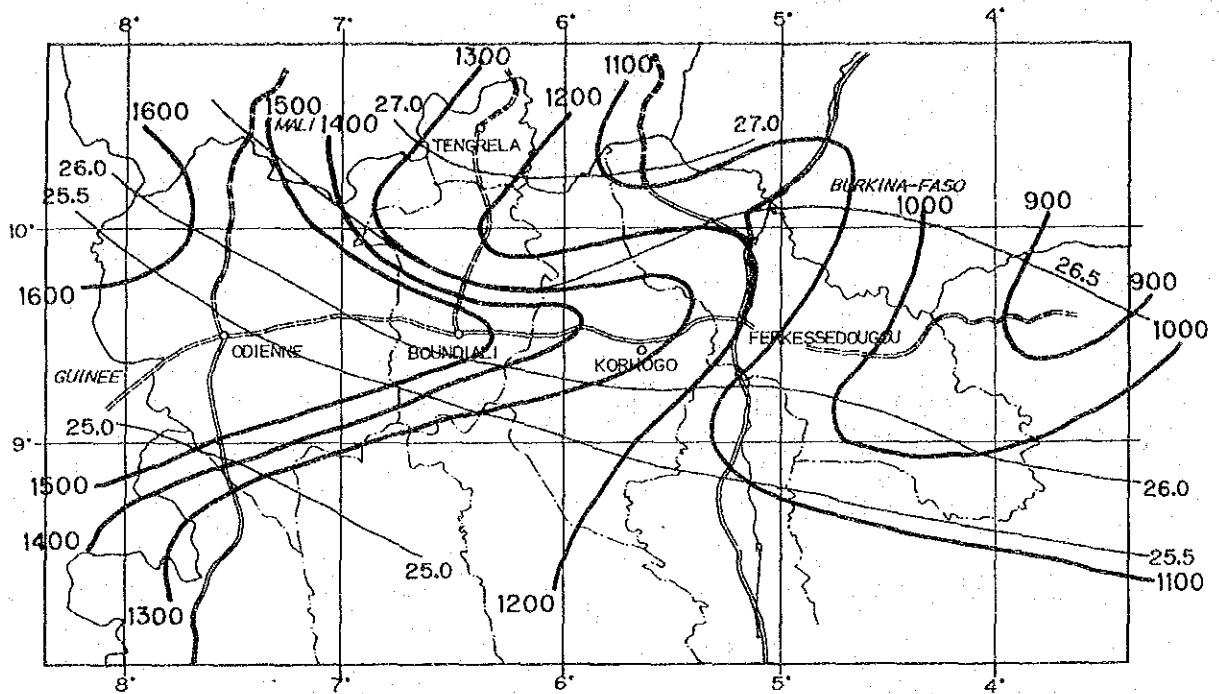 8° 7° 6° 5° 4°
1300
1100
1600 1500 27.0 1200
MALI 1400 27.0
TENGRELA
26.0
25.5 BURKINA-FASO
1000 900
10°
26.5
1600 900
1000
ODIENNE BOUNDIALI FERKESSEDOUGOU
KORHOGO
GUINEE
25.0 9°
1500 26.0
1400 25.5
25.0
1300 1200 1100
8° 7° 6° 5° 4°